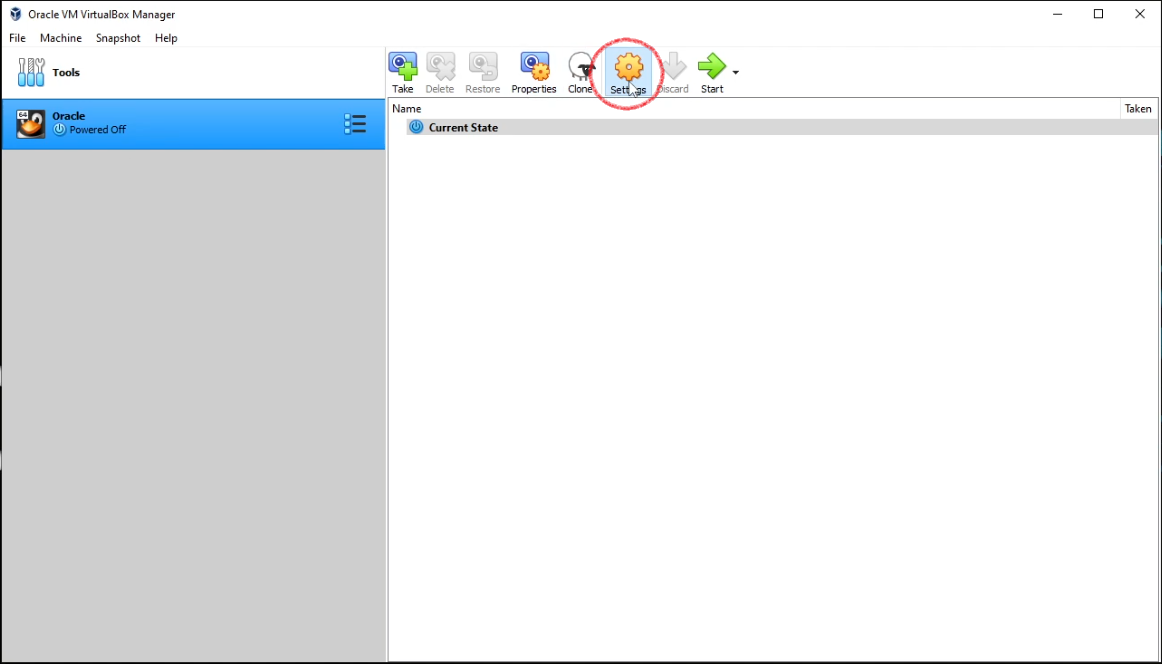 Oracle VM VirtualBox Manager
File Machine Snapshot Help
Tools
Take Delete Restore Properties Clone Settings Discard Start
Name Taken
64
Oracle
Powered Off
Current State